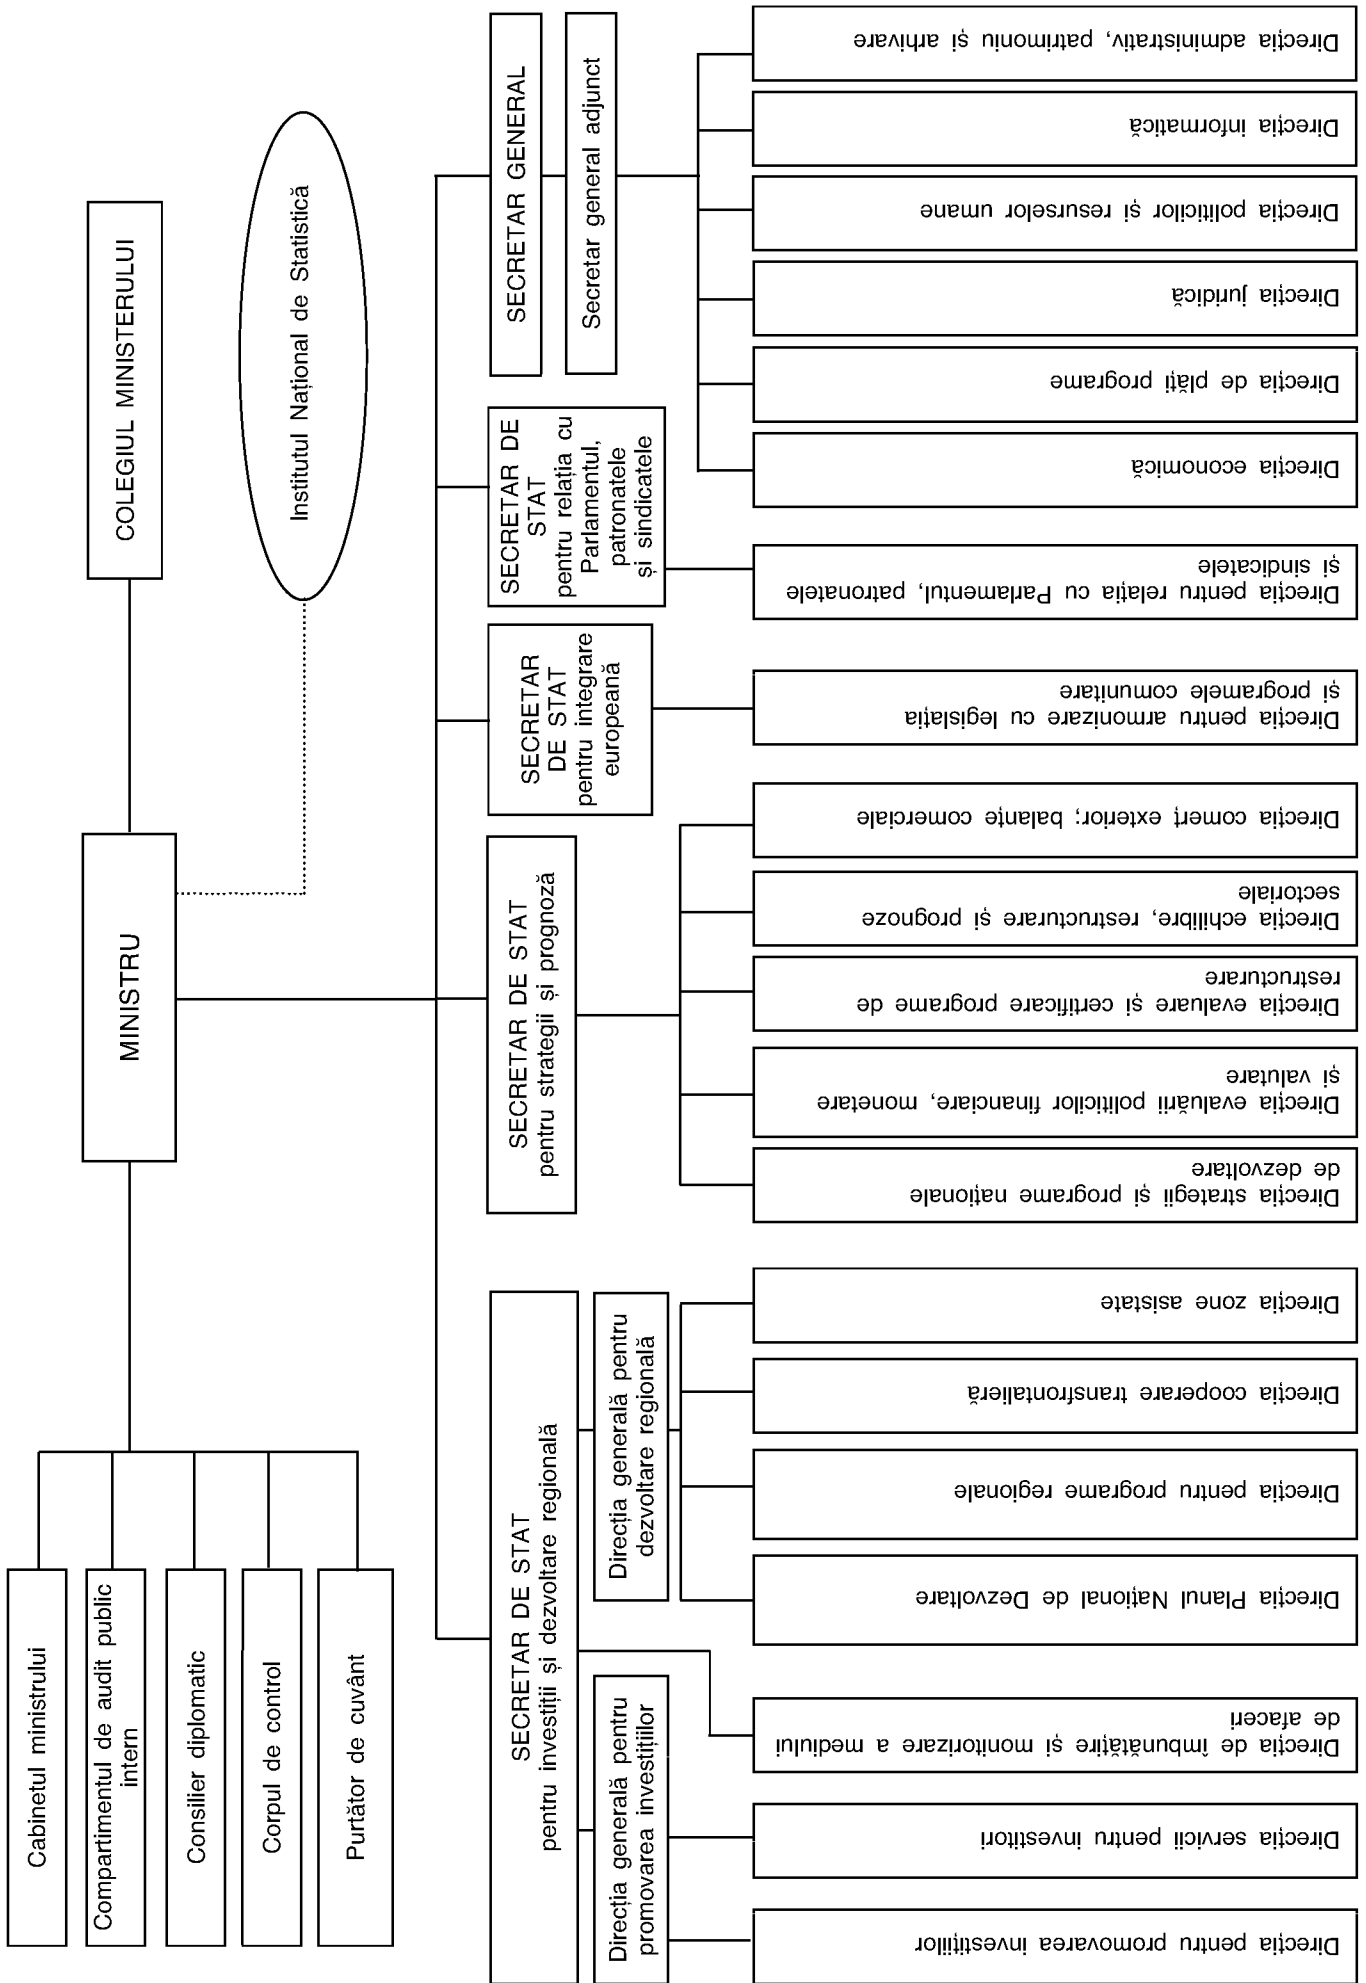 Cabinetul ministrului
Compartimentul de audit public
intern
Consilier diplomatic
Corpul de control
Purtător de cuvânt
MINISTRU
COLEGIUL MINISTERULUI
Institutul Național de Statistică
SECRETAR DE STAT
pentru investiții și dezvoltare regională
Direcția generală pentru
promovarea investițiilor
Direcția generală pentru
dezvoltare regională
SECRETAR DE STAT
pentru strategii și prognoză
SECRETAR
DE STAT
pentru integrare
europeană
SECRETAR DE
STAT
pentru relația cu
Parlamentul,
patronatele
și sindicatele
SECRETAR GENERAL
Secretar general adjunct
Direcția pentru promovarea investițiilor
Direcția servicii pentru investitori
Direcția de îmbunătățire și monitorizare a mediului
de afaceri
Direcția Planul Național de Dezvoltare
Direcția pentru programe regionale
Direcția cooperare transfrontalieră
Direcția zone asistate
Direcția strategii și programe naționale
de dezvoltare
Direcția evaluării politicilor financiare, monetare
și valutare
Direcția evaluare și certificare programe de
restructurare
Direcția echilibre, restructurare și prognoze
sectoriale
Direcția comerț exterior; balanțe comerciale
Direcția pentru armonizare cu legislația
și programele comunitare
Direcția pentru relația cu Parlamentul, patronatele
și sindicatele
Direcția economică
Direcția de plăți programe
Direcția juridică
Direcția politicilor și resurselor umane
Direcția informatică
Direcția administrativ, patrimoniu și arhivare